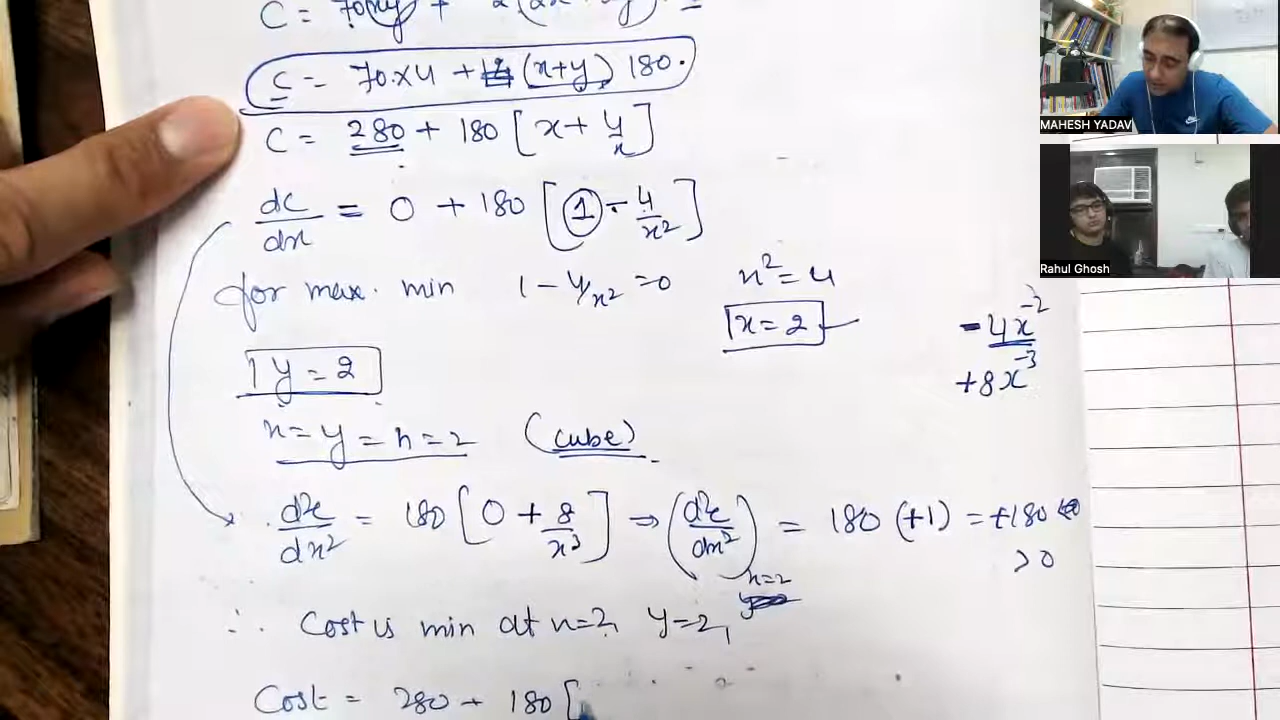 C = 70xy +
C = 70×4 + (x+y) 180.
C = 280 + 180 [ x + 4/x ]
dc/dx = 0 + 180 [ 1 - 4/x² ]
for max. min 1 - 4/x² = 0 x² = 4
x = 2
- 4x⁻²
+8x⁻³
y = 2
x = y = h = 2 (cube)
d²c/dx² = 180 [ 0 + 8/x³ ] → (d²c/dx²) x=2 = 180 (+1) = +180
> 0
∴ Cost is min at x=2, y=2,
Cost = 280 + 180 [
MAHESH YADAV
Rahul Ghosh